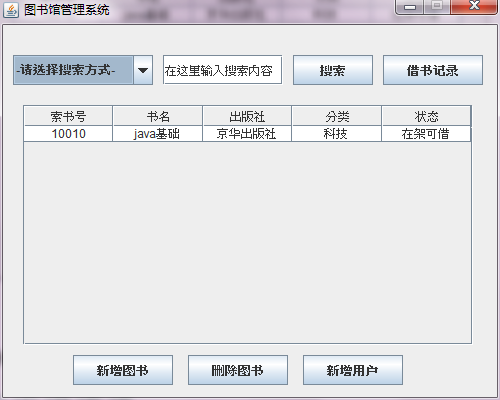 图书馆管理系统
-请选择搜索方式- 在这里输入搜索内容 搜索 借书记录
索书号 书名 出版社 分类 状态
10010 java基础 京华出版社 科技 在架可借
新增图书 删除图书 新增用户